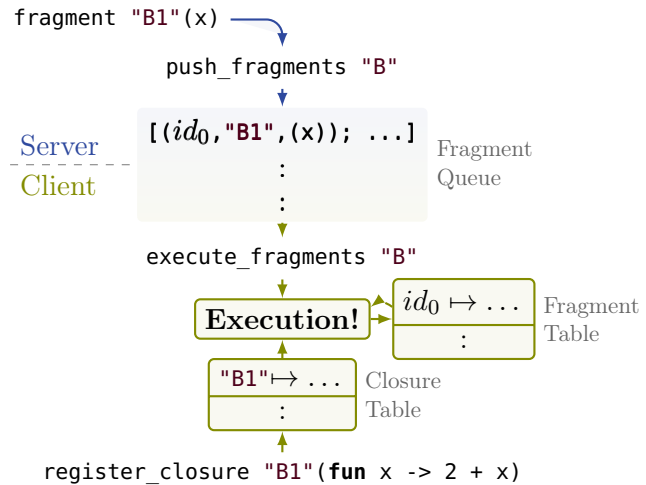 fragment "B1"(x)
push_fragments "B"
[(id₀,"B1",(x)); ...]
:
:
Fragment
Queue
Server
Client
execute_fragments "B"
Execution!
id₀ ↦ ...
:
Fragment
Table
"B1"↦ ...
:
Closure
Table
register_closure "B1"(fun x -> 2 + x)